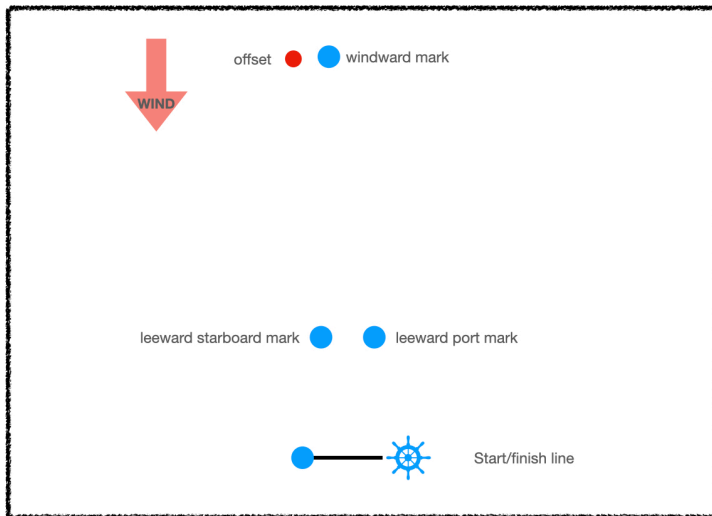 offset
windward mark
WIND
leeward starboard mark
leeward port mark
Start/finish line